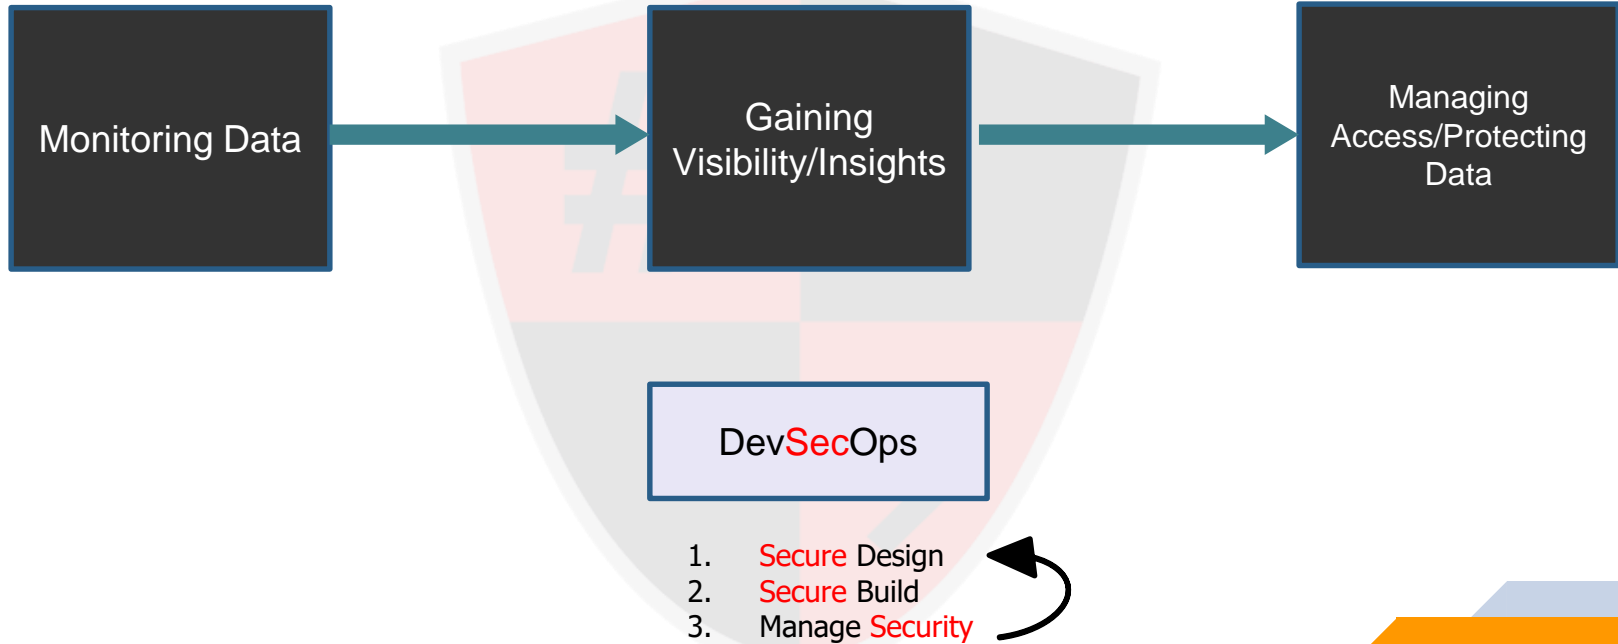 Monitoring Data
Gaining
Visibility/Insights
Managing
Access/Protecting
Data
DevSecOps
1. Secure Design
2. Secure Build
3. Manage Security